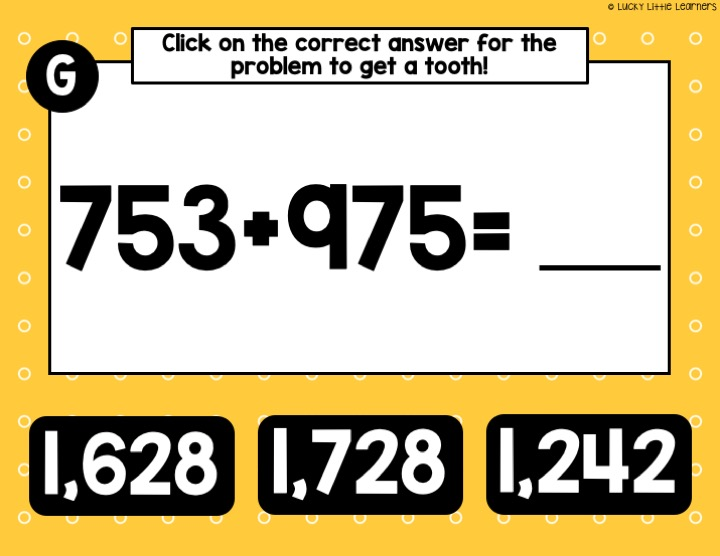 © Lucky Little Learners
Click on the correct answer for the
problem to get a tooth!
G
753+975= ____
1,628
1,728
1,242